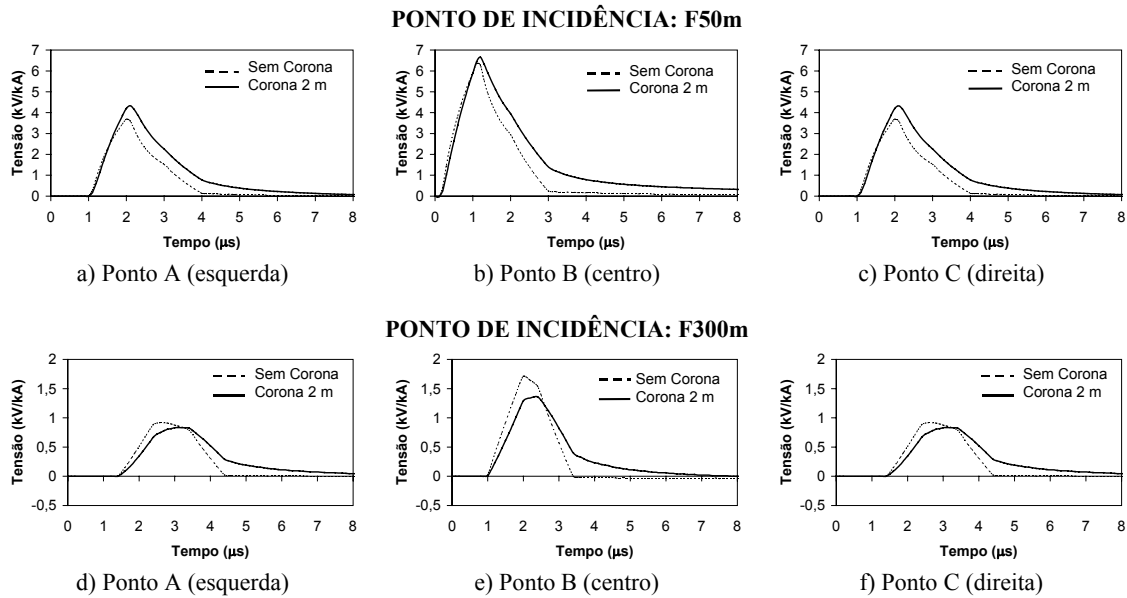 PONTO DE INCIDÊNCIA: F50m
7
6
5
4
3
2
1
0
Tensão (kV/kA)
Sem Corona
Corona 2 m
0 1 2 3 4 5 6 7 8
Tempo (µs)
a) Ponto A (esquerda)
7
6
5
4
3
2
1
0
Tensão (kV/kA)
Sem Corona
Corona 2 m
0 1 2 3 4 5 6 7 8
Tempo (µs)
b) Ponto B (centro)
7
6
5
4
3
2
1
0
Tensão (kV/kA)
Sem Corona
Corona 2 m
0 1 2 3 4 5 6 7 8
Tempo (µs)
c) Ponto C (direita)
PONTO DE INCIDÊNCIA: F300m
2
1,5
1
0,5
0
-0,5
Tensão (kV/kA)
Sem Corona
Corona 2 m
0 1 2 3 4 5 6 7 8
Tempo (µs)
d) Ponto A (esquerda)
2
1,5
1
0,5
0
-0,5
Tensão (kV/kA)
Sem Corona
Corona 2 m
0 1 2 3 4 5 6 7 8
Tempo (µs)
e) Ponto B (centro)
2
1,5
1
0,5
0
-0,5
Tensão (kV/kA)
Sem Corona
Corona 2 m
0 1 2 3 4 5 6 7 8
Tempo (µs)
f) Ponto C (direita)